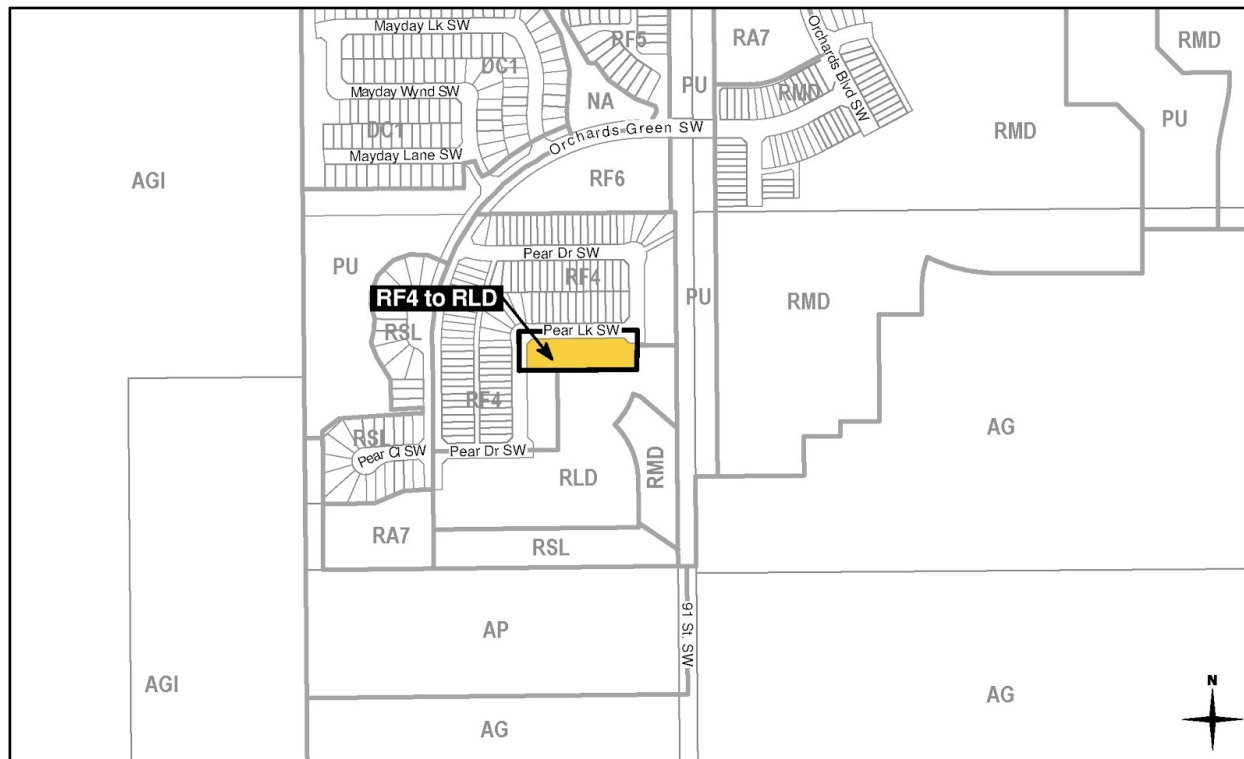 Mayday Lk SW
RF5
RA7
RMD
DC1
PU
Orchards Blvd SW
Mayday Wynd SW
NA
RMD
PU
DC1
Orchards Green SW
RMD
Mayday Lane SW
AGI
RF6
Pear Dr SW
PU
RF4
RF4 to RLD
PU
RMD
RSL
Pear Lk SW
RF4
AG
RSL
Pear Cl SW
Pear Dr SW
RLD
RMD
RA7
RSL
91 St. SW
AP
AGI
AG
AG
N